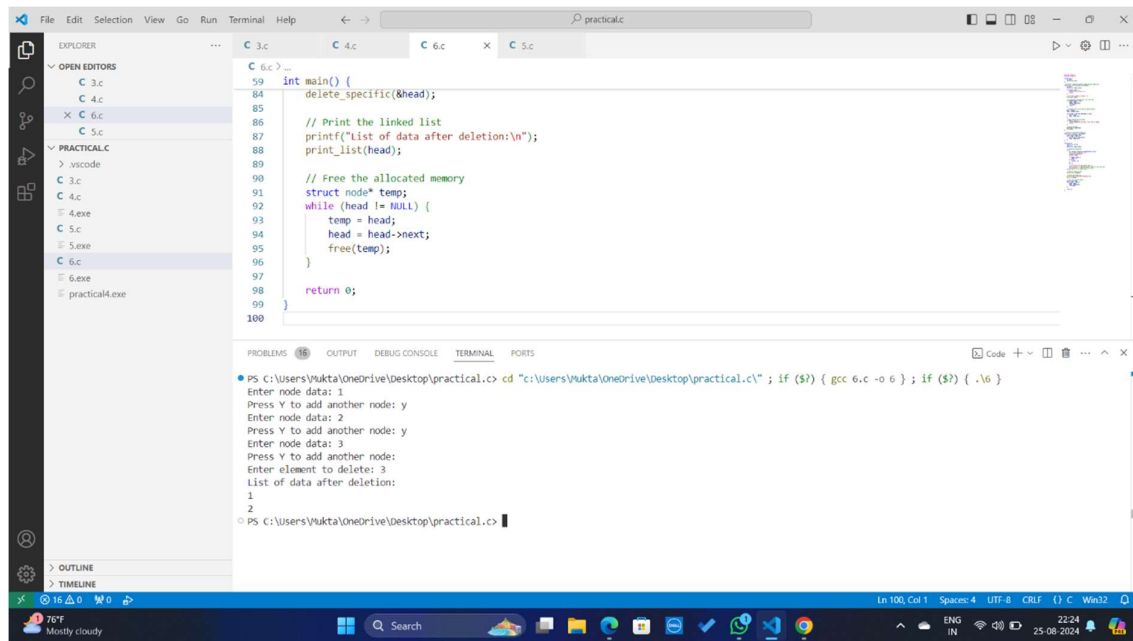 File Edit Selection View Go Run Terminal Help
practical.c
EXPLORER
OPEN EDITORS
C 3.c
C 4.c
C 6.c
C 5.c
PRACTICAL.C
.vscode
C 3.c
C 4.c
4.exe
C 5.c
5.exe
C 6.c
6.exe
practical4.exe
OUTLINE
TIMELINE
C 3.c C 4.c C 6.c C 5.c
C 6.c > ...
59 int main() {
84 delete_specific(&head);
85
86 // Print the linked list
87 printf("List of data after deletion:\n");
88 print_list(head);
89
90 // Free the allocated memory
91 struct node* temp;
92 while (head != NULL) {
93 temp = head;
94 head = head->next;
95 free(temp);
96 }
97
98 return 0;
99 }
100
PROBLEMS 16 OUTPUT DEBUG CONSOLE TERMINAL PORTS
Code
PS C:\Users\Mukta\OneDrive\Desktop\practical.c> cd "c:\Users\Mukta\OneDrive\Desktop\practical.c\" ; if ($?) { gcc 6.c -o 6 } ; if ($?) { .\6 }
Enter node data: 1
Press Y to add another node: y
Enter node data: 2
Press Y to add another node: y
Enter node data: 3
Press Y to add another node:
Enter element to delete: 3
List of data after deletion:
1
2
PS C:\Users\Mukta\OneDrive\Desktop\practical.c>
16 0 0
Ln 100, Col 1 Spaces: 4 UTF-8 CRLF {} C Win32
76°F
Mostly cloudy
Search
ENG
IN
22:24
25-08-2024